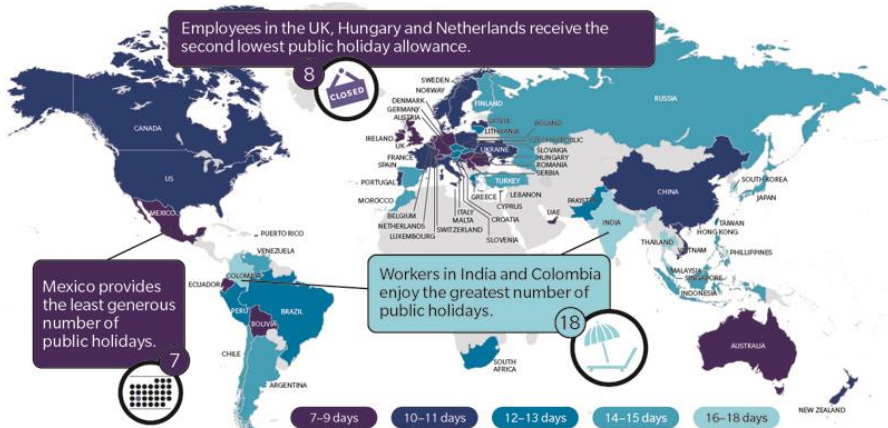 Employees in the UK, Hungary and Netherlands receive the
second lowest public holiday allowance.
8
CLOSED
SWEDEN
NORWAY
FINLAND
RUSSIA
DENMARK
GERMANY
AUSTRIA
LATVIA
LITHUANIA
POLAND
CZECH REPUBLIC
SLOVAKIA
HUNGARY
ROMANIA
SERBIA
UKRAINE
IRELAND
UK
FRANCE
SPAIN
PORTUGAL
MOROCCO
BELGIUM
NETHERLANDS
LUXEMBOURG
ITALY
MALTA
SWITZERLAND
SLOVENIA
CROATIA
GREECE
CYPRUS
LEBANON
TURKEY
CANADA
US
MEXICO
PUERTO RICO
VENEZUELA
COLOMBIA
ECUADOR
PERU
BRAZIL
BOLIVIA
CHILE
ARGENTINA
UAE
PAKISTAN
INDIA
CHINA
SOUTH KOREA
JAPAN
TAIWAN
HONG KONG
THAILAND
VIETNAM
PHILLIPPINES
MALAYSIA
SINGAPORE
INDONESIA
SOUTH
AFRICA
AUSTRALIA
NEW ZEALAND
Mexico provides
the least generous
number of
public holidays.
7
Workers in India and Colombia
enjoy the greatest number of
public holidays.
18
7–9 days
10–11 days
12–13 days
14–15 days
16–18 days